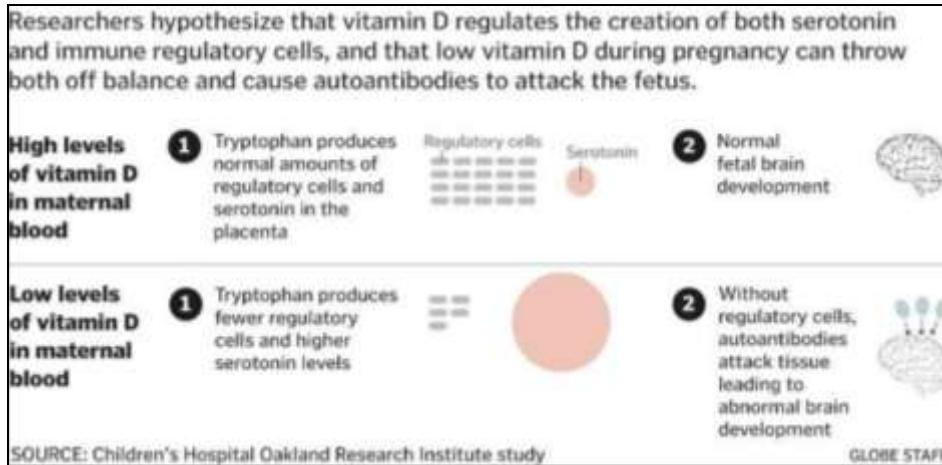 Researchers hypothesize that vitamin D regulates the creation of both serotonin
and immune regulatory cells, and that low vitamin D during pregnancy can throw
both off balance and cause autoantibodies to attack the fetus.
High levels
of vitamin D
in maternal
blood
1
Tryptophan produces
normal amounts of
regulatory cells and
serotonin in the
placenta
Regulatory cells
Serotonin
2
Normal
fetal brain
development
Low levels
of vitamin D
in maternal
blood
1
Tryptophan produces
fewer regulatory
cells and higher
serotonin levels
2
Without
regulatory cells,
autoantibodies
attack tissue
leading to
abnormal brain
development
SOURCE: Children's Hospital Oakland Research Institute study
GLOBE STAFF